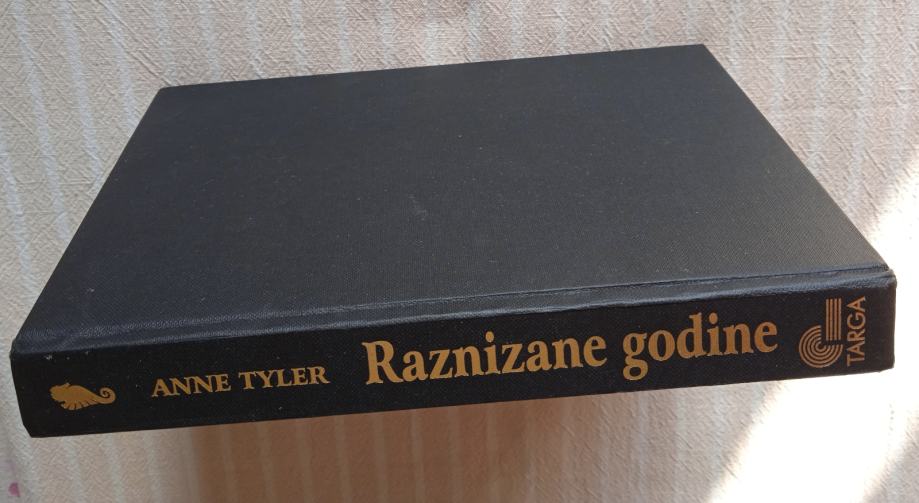 ANNE TYLER
Raznizane godine
TARGA